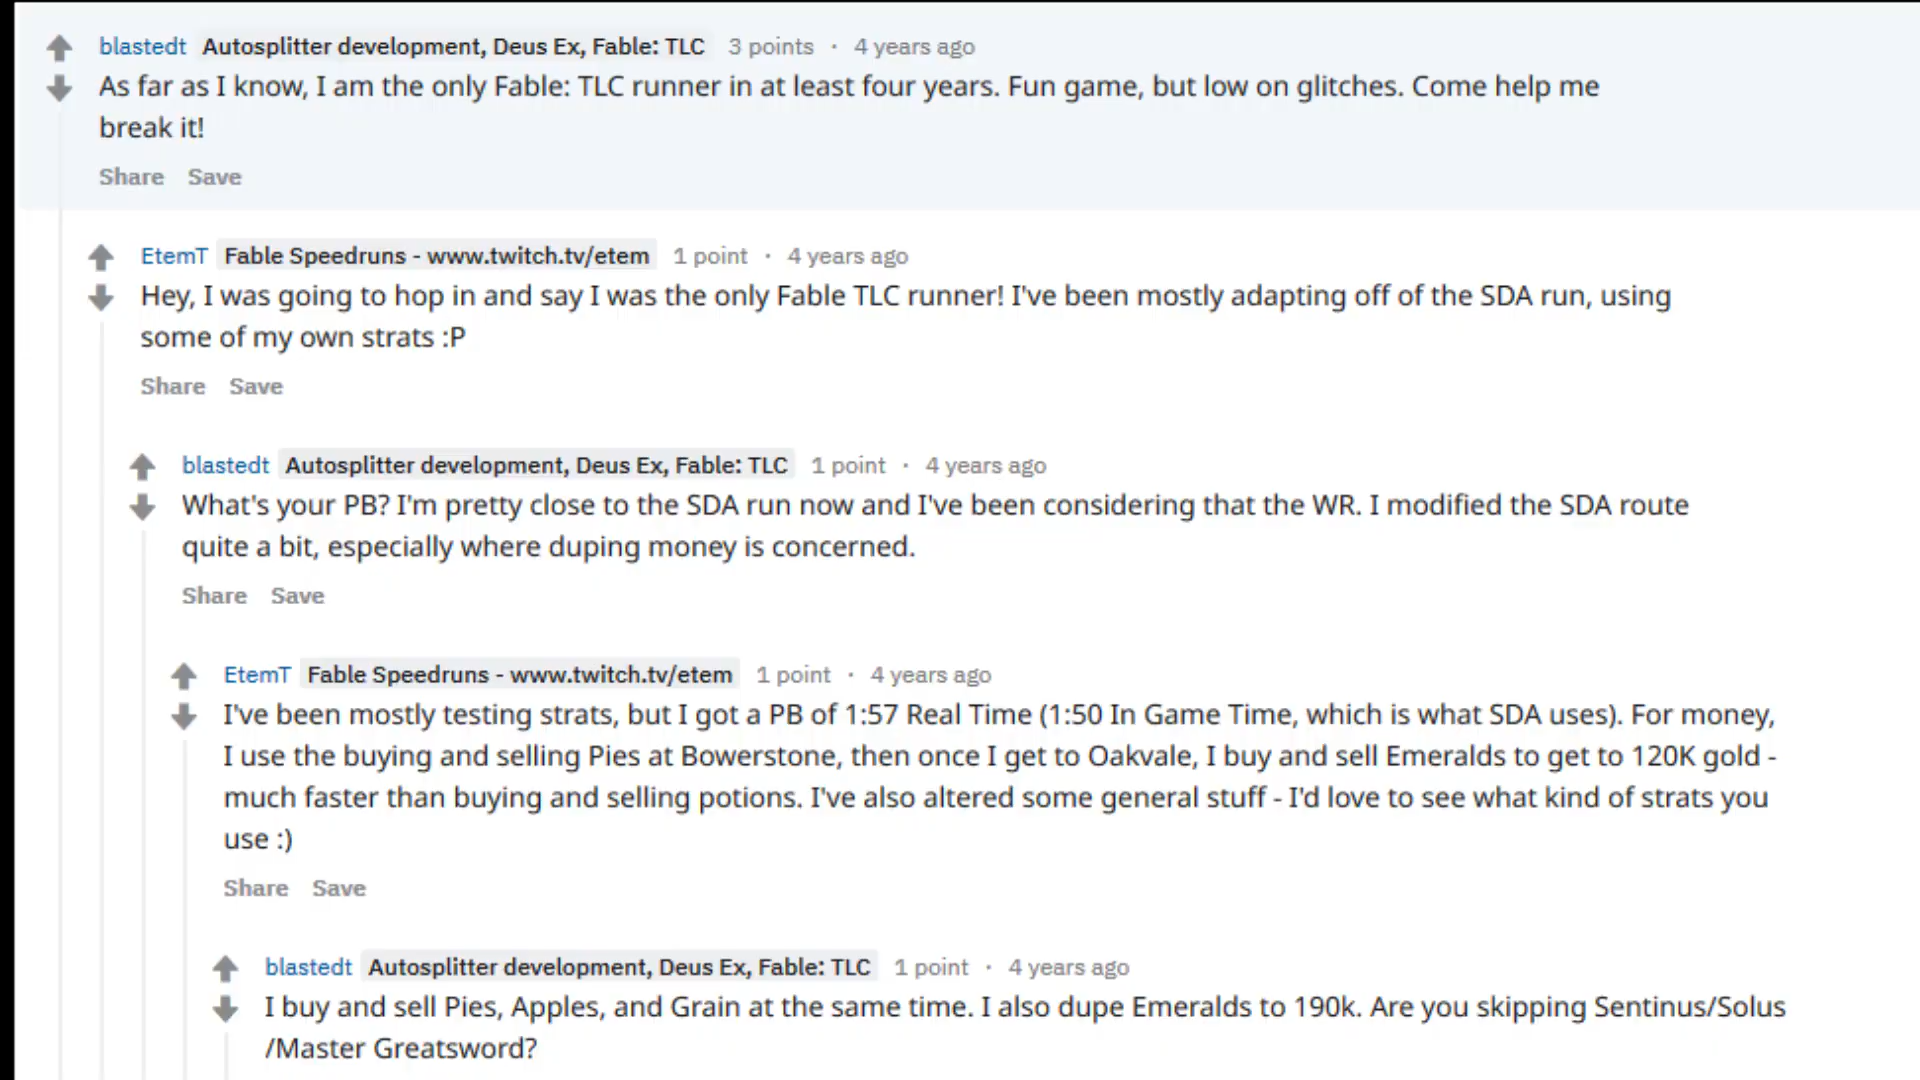 blastedt Autosplitter development, Deus Ex, Fable: TLC 3 points · 4 years ago
As far as I know, I am the only Fable: TLC runner in at least four years. Fun game, but low on glitches. Come help me
break it!
Share Save
EtemT Fable Speedruns - www.twitch.tv/etem 1 point · 4 years ago
Hey, I was going to hop in and say I was the only Fable TLC runner! I've been mostly adapting off of the SDA run, using
some of my own strats :P
Share Save
blastedt Autosplitter development, Deus Ex, Fable: TLC 1 point · 4 years ago
What's your PB? I'm pretty close to the SDA run now and I've been considering that the WR. I modified the SDA route
quite a bit, especially where duping money is concerned.
Share Save
EtemT Fable Speedruns - www.twitch.tv/etem 1 point · 4 years ago
I've been mostly testing strats, but I got a PB of 1:57 Real Time (1:50 In Game Time, which is what SDA uses). For money,
I use the buying and selling Pies at Bowerstone, then once I get to Oakvale, I buy and sell Emeralds to get to 120K gold -
much faster than buying and selling potions. I've also altered some general stuff - I'd love to see what kind of strats you
use :)
Share Save
blastedt Autosplitter development, Deus Ex, Fable: TLC 1 point · 4 years ago
I buy and sell Pies, Apples, and Grain at the same time. I also dupe Emeralds to 190k. Are you skipping Sentinus/Solus
/Master Greatsword?